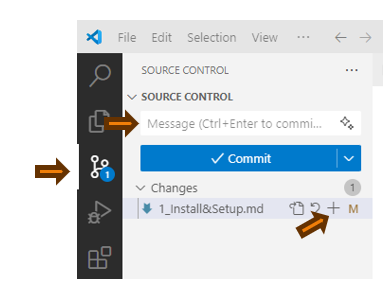 File Edit Selection View ...
SOURCE CONTROL ...
SOURCE CONTROL
Message (Ctrl+Enter to commi...
Commit
Changes 1
1_Install&Setup.md M
1